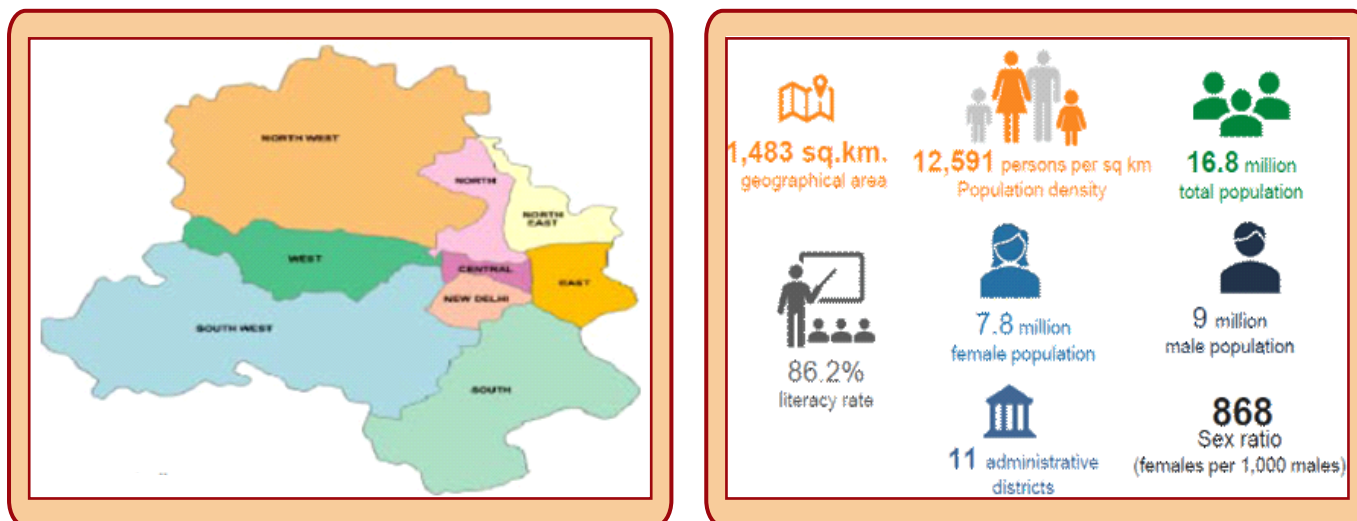 NORTH WEST
NORTH
NORTH
EAST
WEST
CENTRAL
EAST
NEW DELHI
SOUTH WEST
SOUTH
1,483 sq.km.
geographical area
12,591 persons per sq km
Population density
16.8 million
total population
86.2%
literacy rate
7.8 million
female population
9 million
male population
11 administrative
districts
868
Sex ratio
(females per 1,000 males)